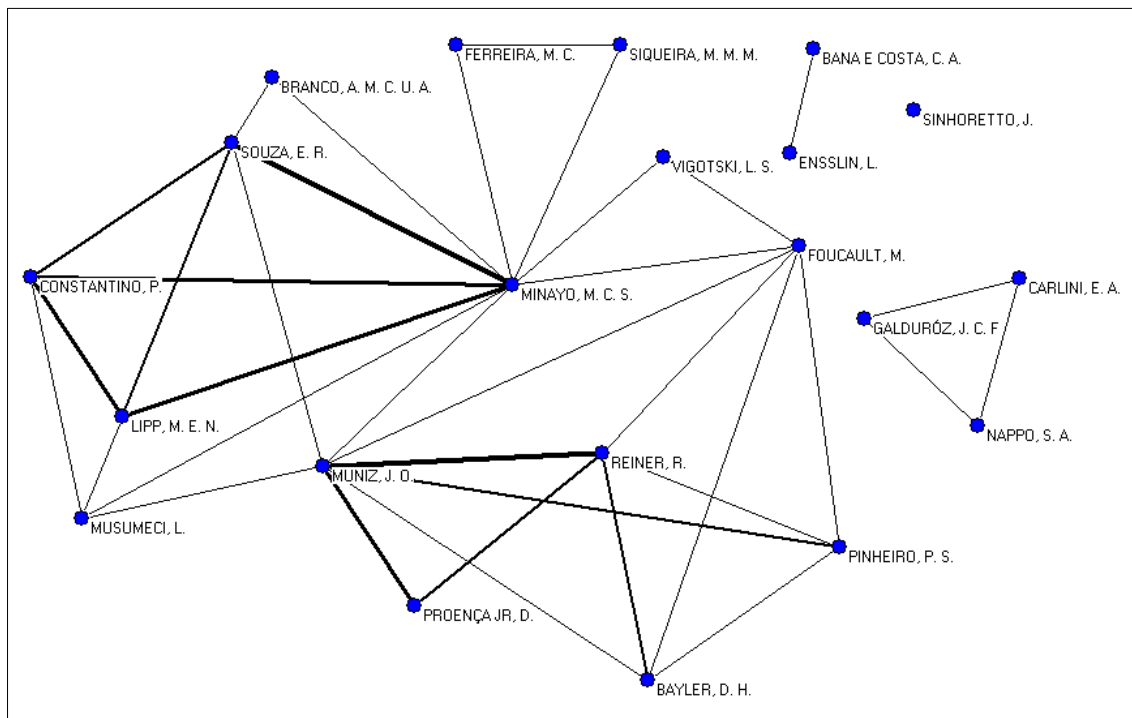 FERREIRA, M. C.
SIQUEIRA, M. M. M.
BANA E COSTA, C. A.
BRANCO, A. M. C. U. A.
SINHORETTO, J.
SOUZA, E. R.
VIGOTSKI, L. S.
ENSSLIN, L.
FOUCAULT, M.
CONSTANTINO, P.
MINAYO, M. C. S.
CARLINI, E. A.
GALDURÓZ, J. C. F
LIPP, M. E. N.
NAPPO, S. A.
MUNIZ, J. O.
REINER, R.
MUSUMECI, L.
PINHEIRO, P. S.
PROENÇA JR, D.
BAYLER, D. H.